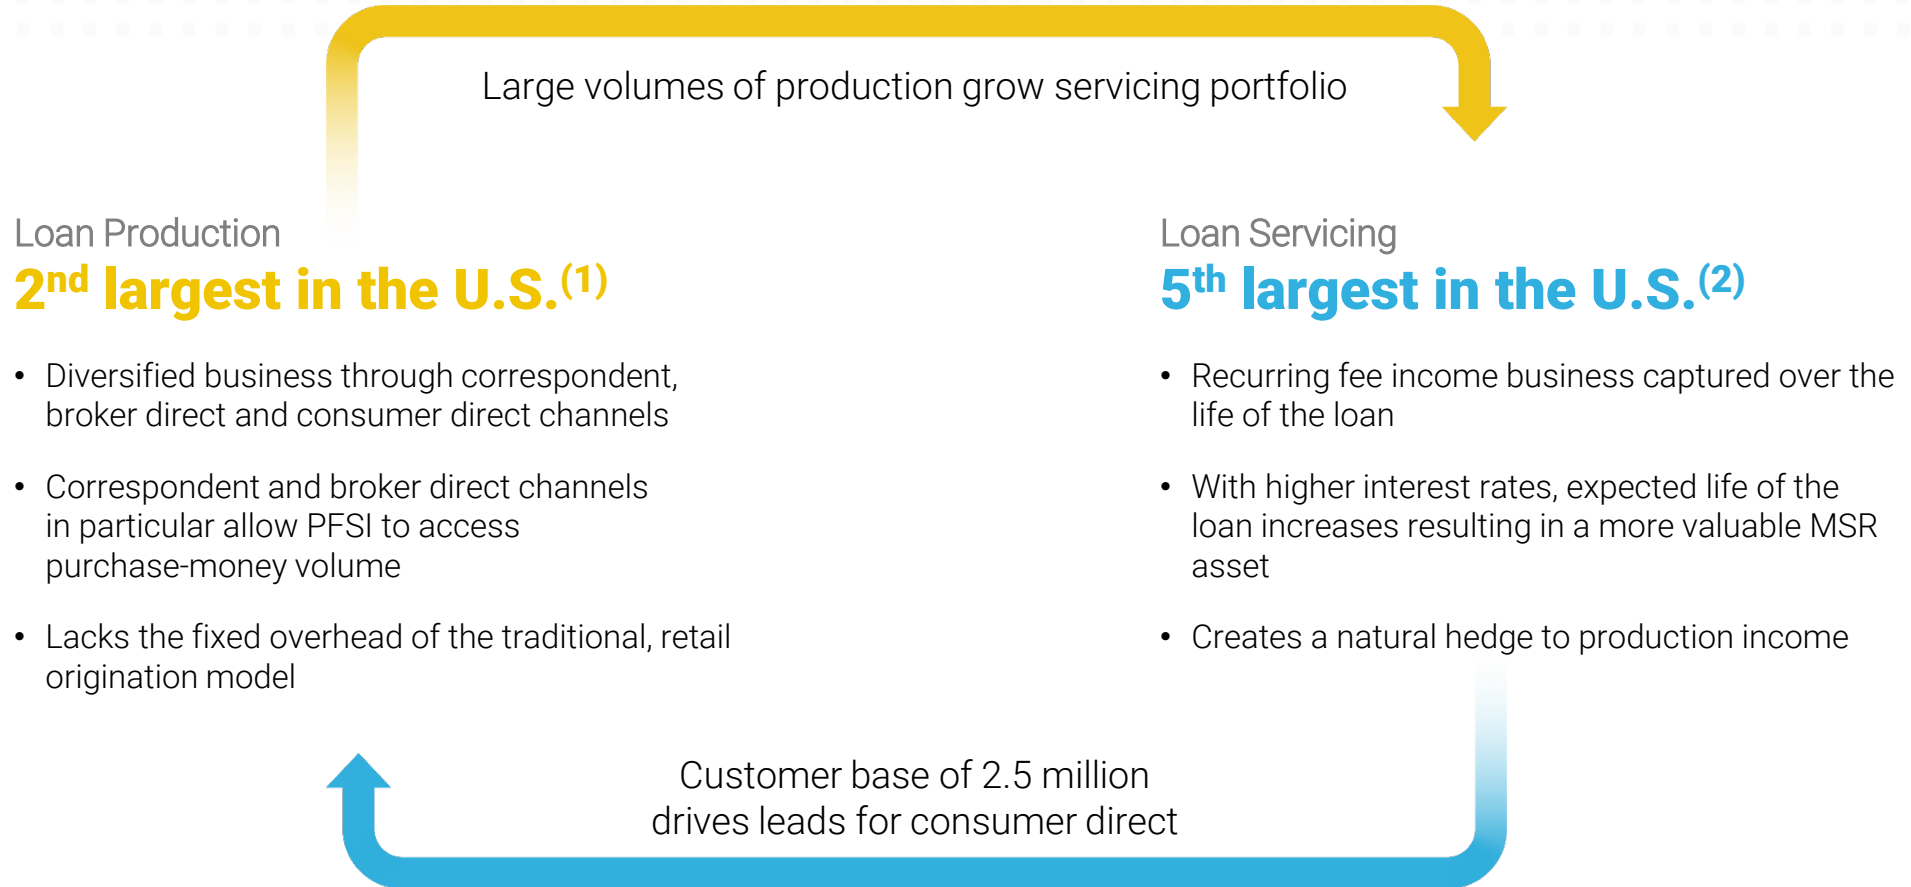 Large volumes of production grow servicing portfolio
Loan Production
2nd largest in the U.S.(1)
• Diversified business through correspondent,
broker direct and consumer direct channels
• Correspondent and broker direct channels
in particular allow PFSI to access
purchase-money volume
• Lacks the fixed overhead of the traditional, retail
origination model
Loan Servicing
5th largest in the U.S.(2)
• Recurring fee income business captured over the
life of the loan
• With higher interest rates, expected life of the
loan increases resulting in a more valuable MSR
asset
• Creates a natural hedge to production income
Customer base of 2.5 million
drives leads for consumer direct